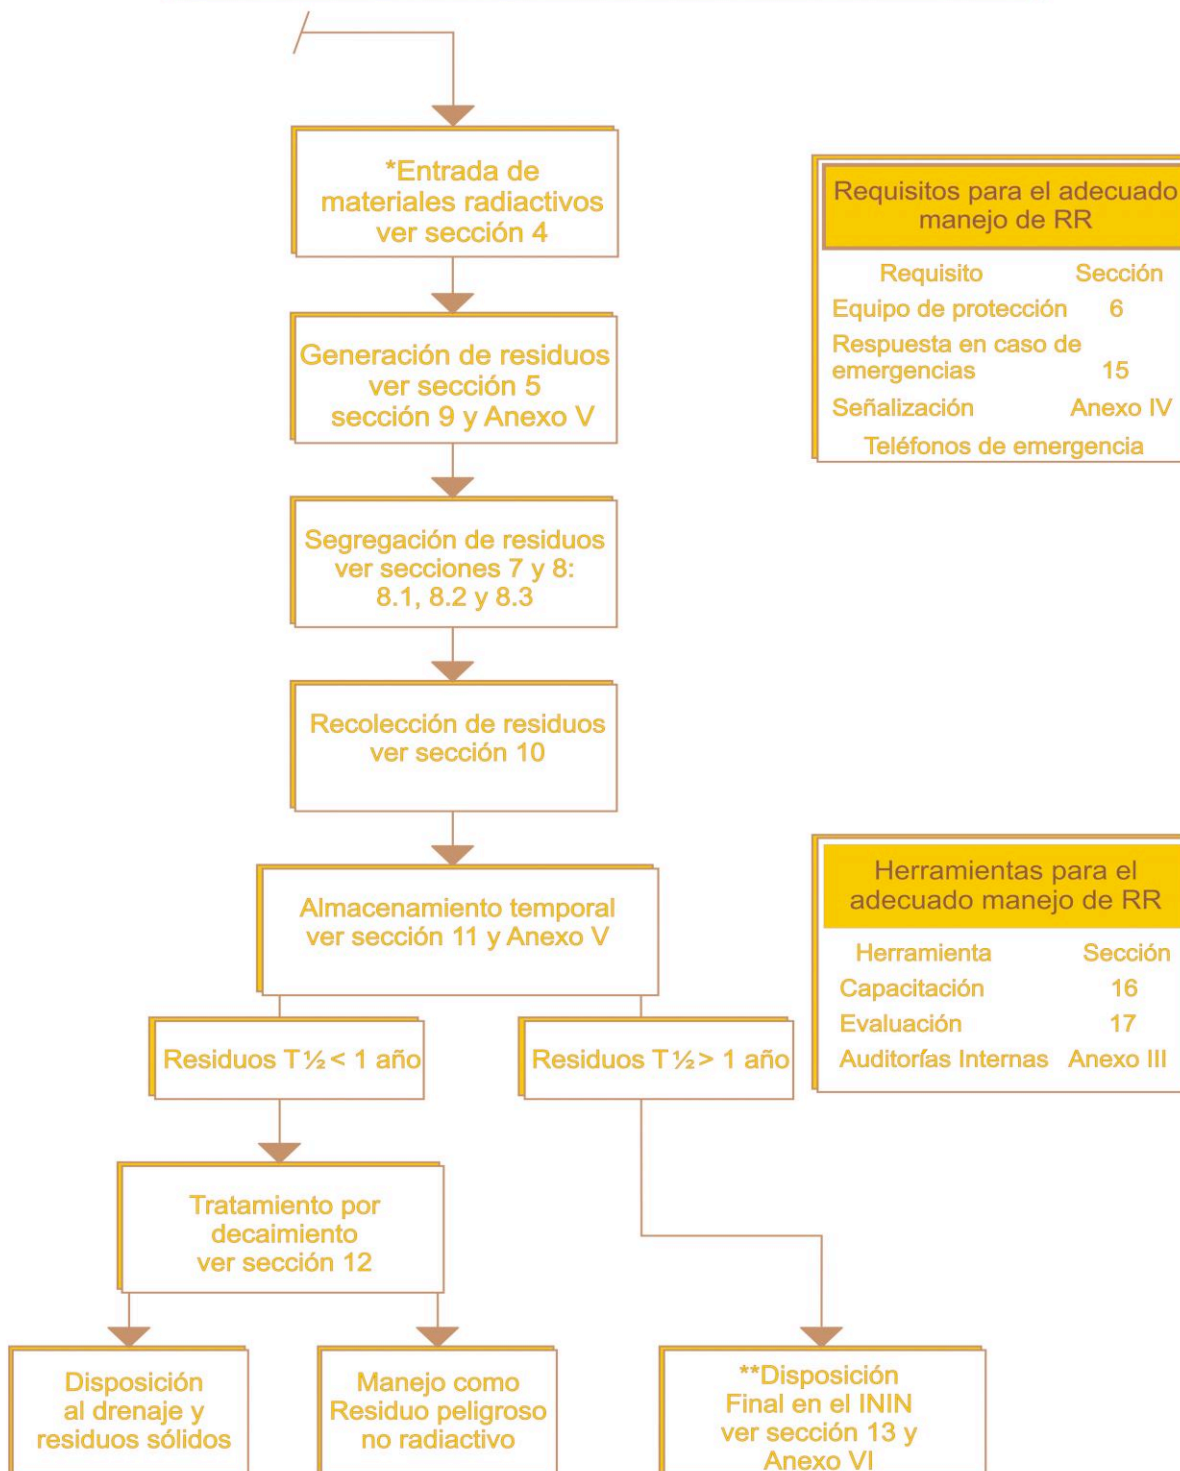 *Entrada de
materiales radiactivos
ver sección 4
Generación de residuos
ver sección 5
sección 9 y Anexo V
Segregación de residuos
ver secciones 7 y 8:
8.1, 8.2 y 8.3
Recolección de residuos
ver sección 10
Almacenamiento temporal
ver sección 11 y Anexo V
Residuos T ½ < 1 año
Residuos T ½ > 1 año
Tratamiento por
decaimiento
ver sección 12
Disposición
al drenaje y
residuos sólidos
Manejo como
Residuo peligroso
no radiactivo
**Disposición
Final en el ININ
ver sección 13 y
Anexo VI
Requisitos para el adecuado
manejo de RR
Requisito Sección
Equipo de protección 6
Respuesta en caso de
emergencias 15
Señalización Anexo IV
Teléfonos de emergencia
Herramientas para el
adecuado manejo de RR
Herramienta Sección
Capacitación 16
Evaluación 17
Auditorías Internas Anexo III